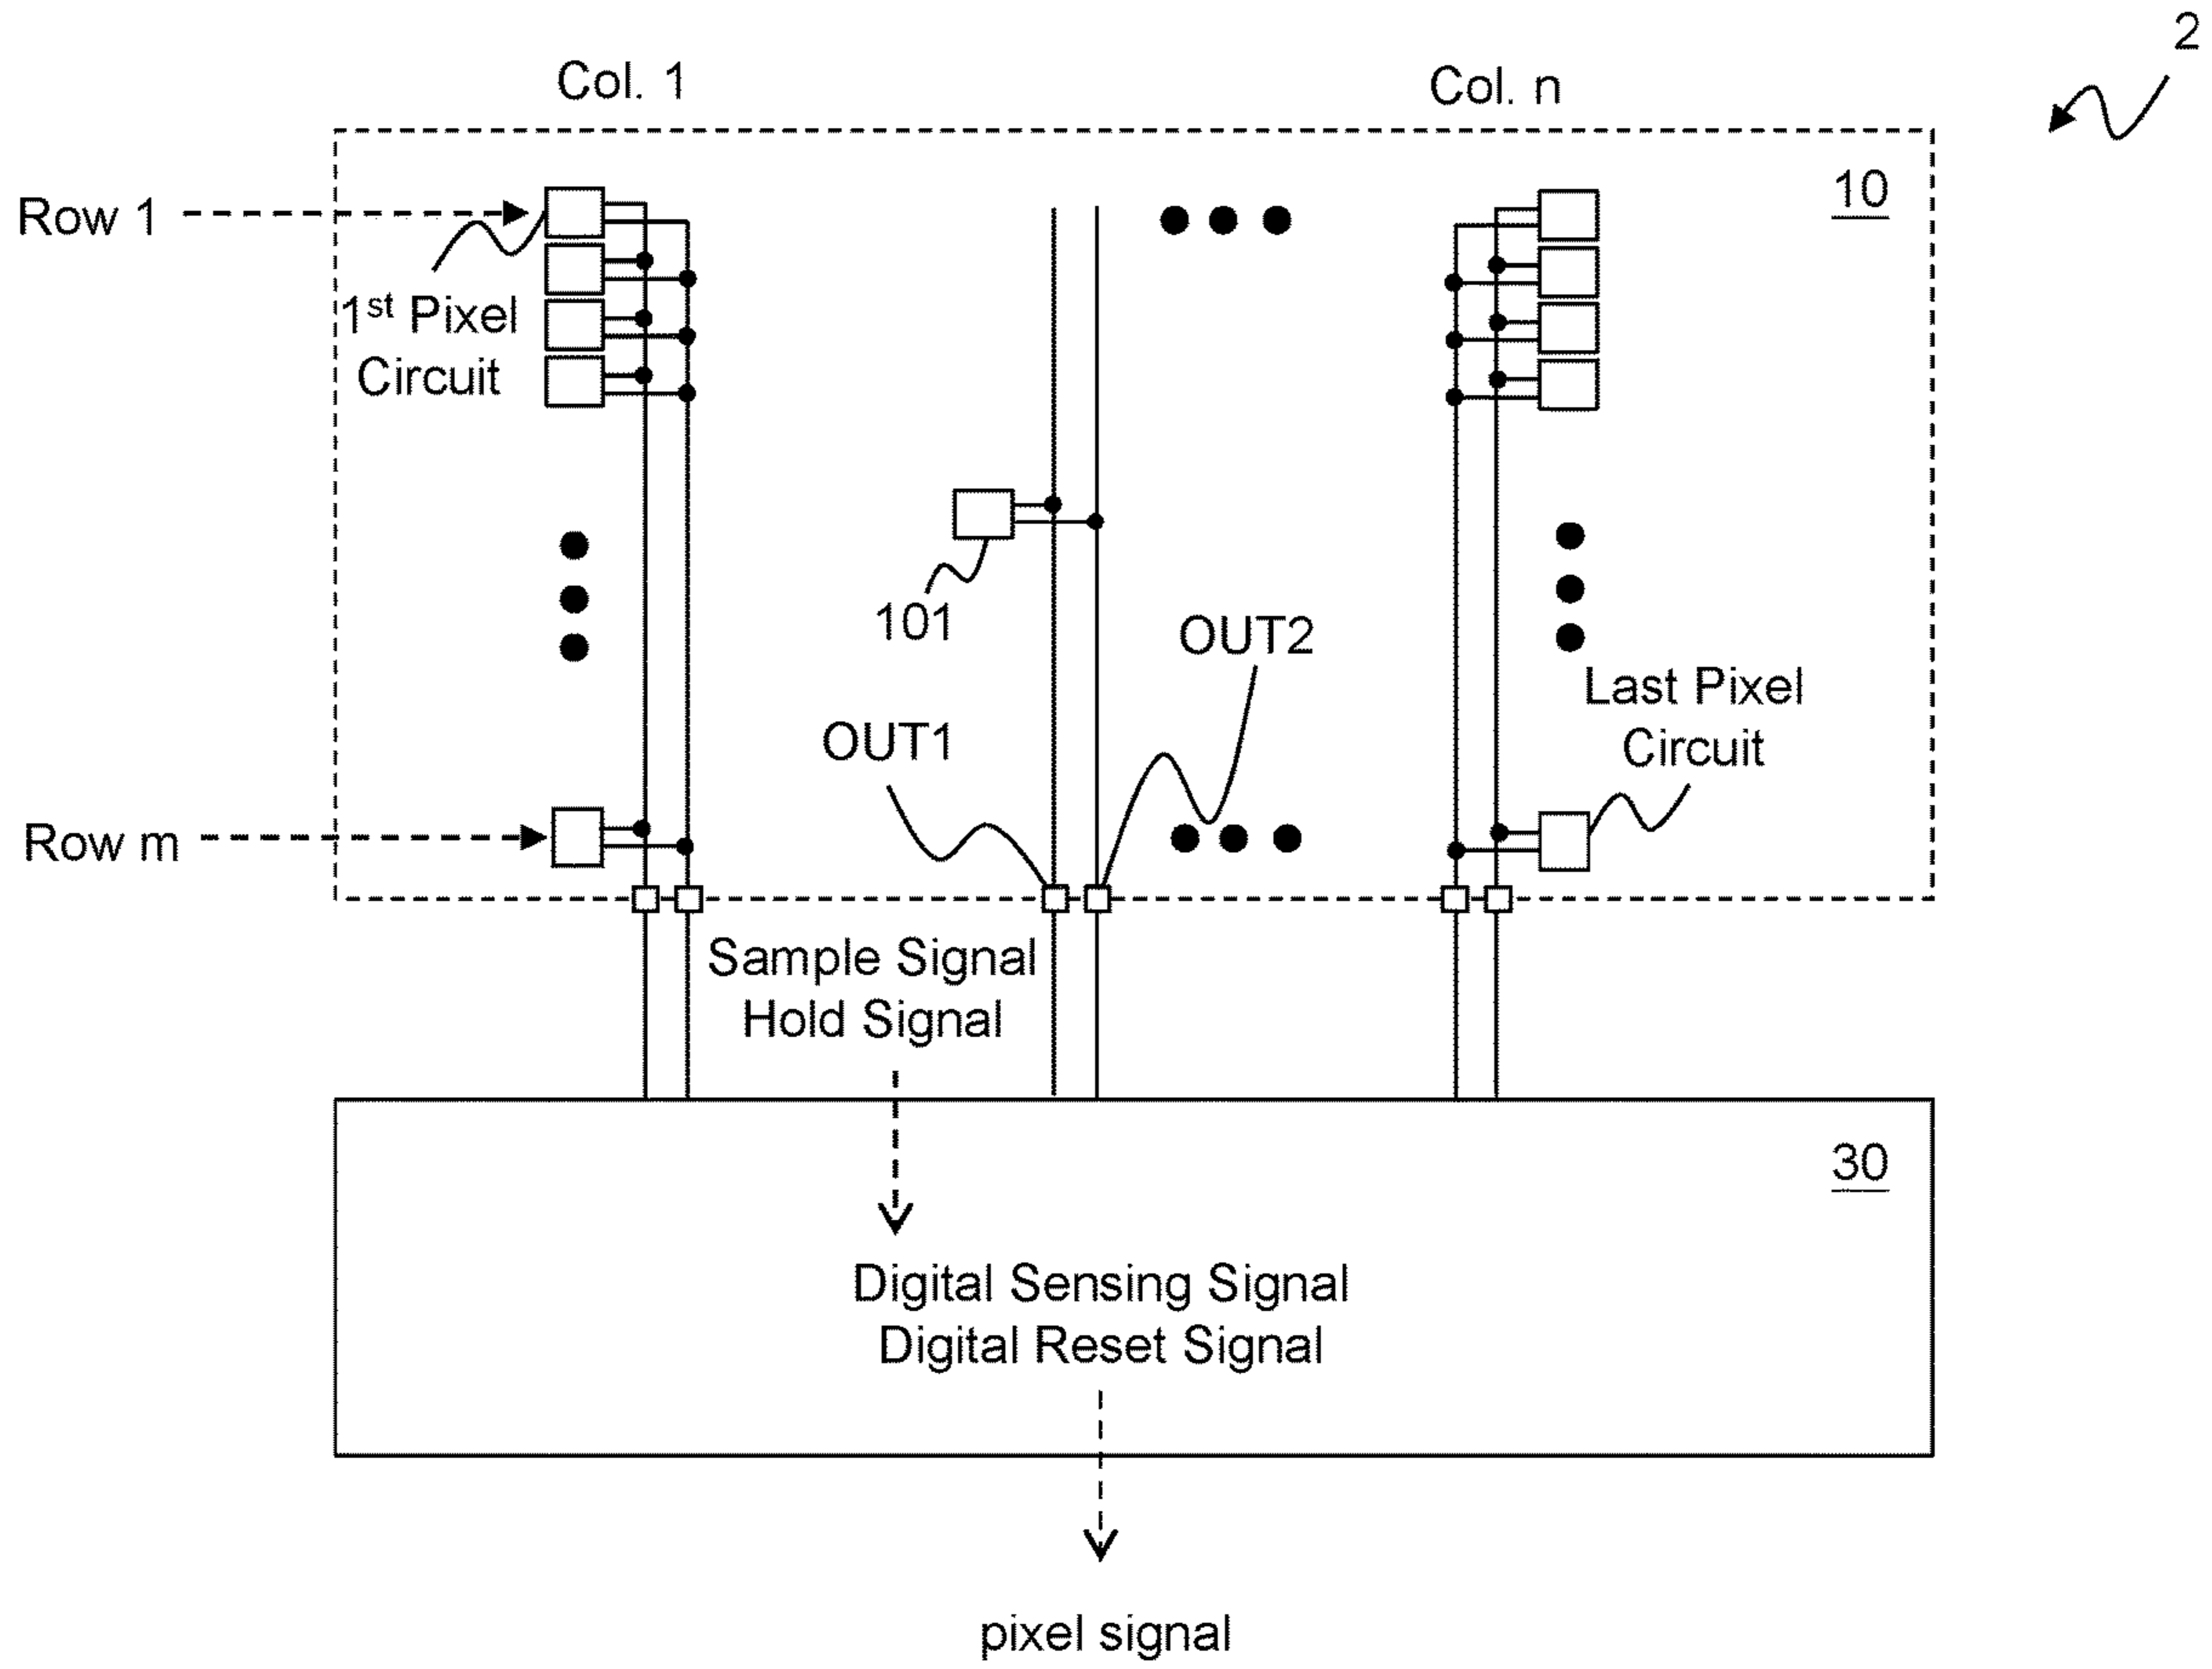 2
Col. 1
Col. n
10
Row 1
1st Pixel
Circuit
101
OUT2
Last Pixel
Circuit
OUT1
Row m
Sample Signal
Hold Signal
30
Digital Sensing Signal
Digital Reset Signal
pixel signal